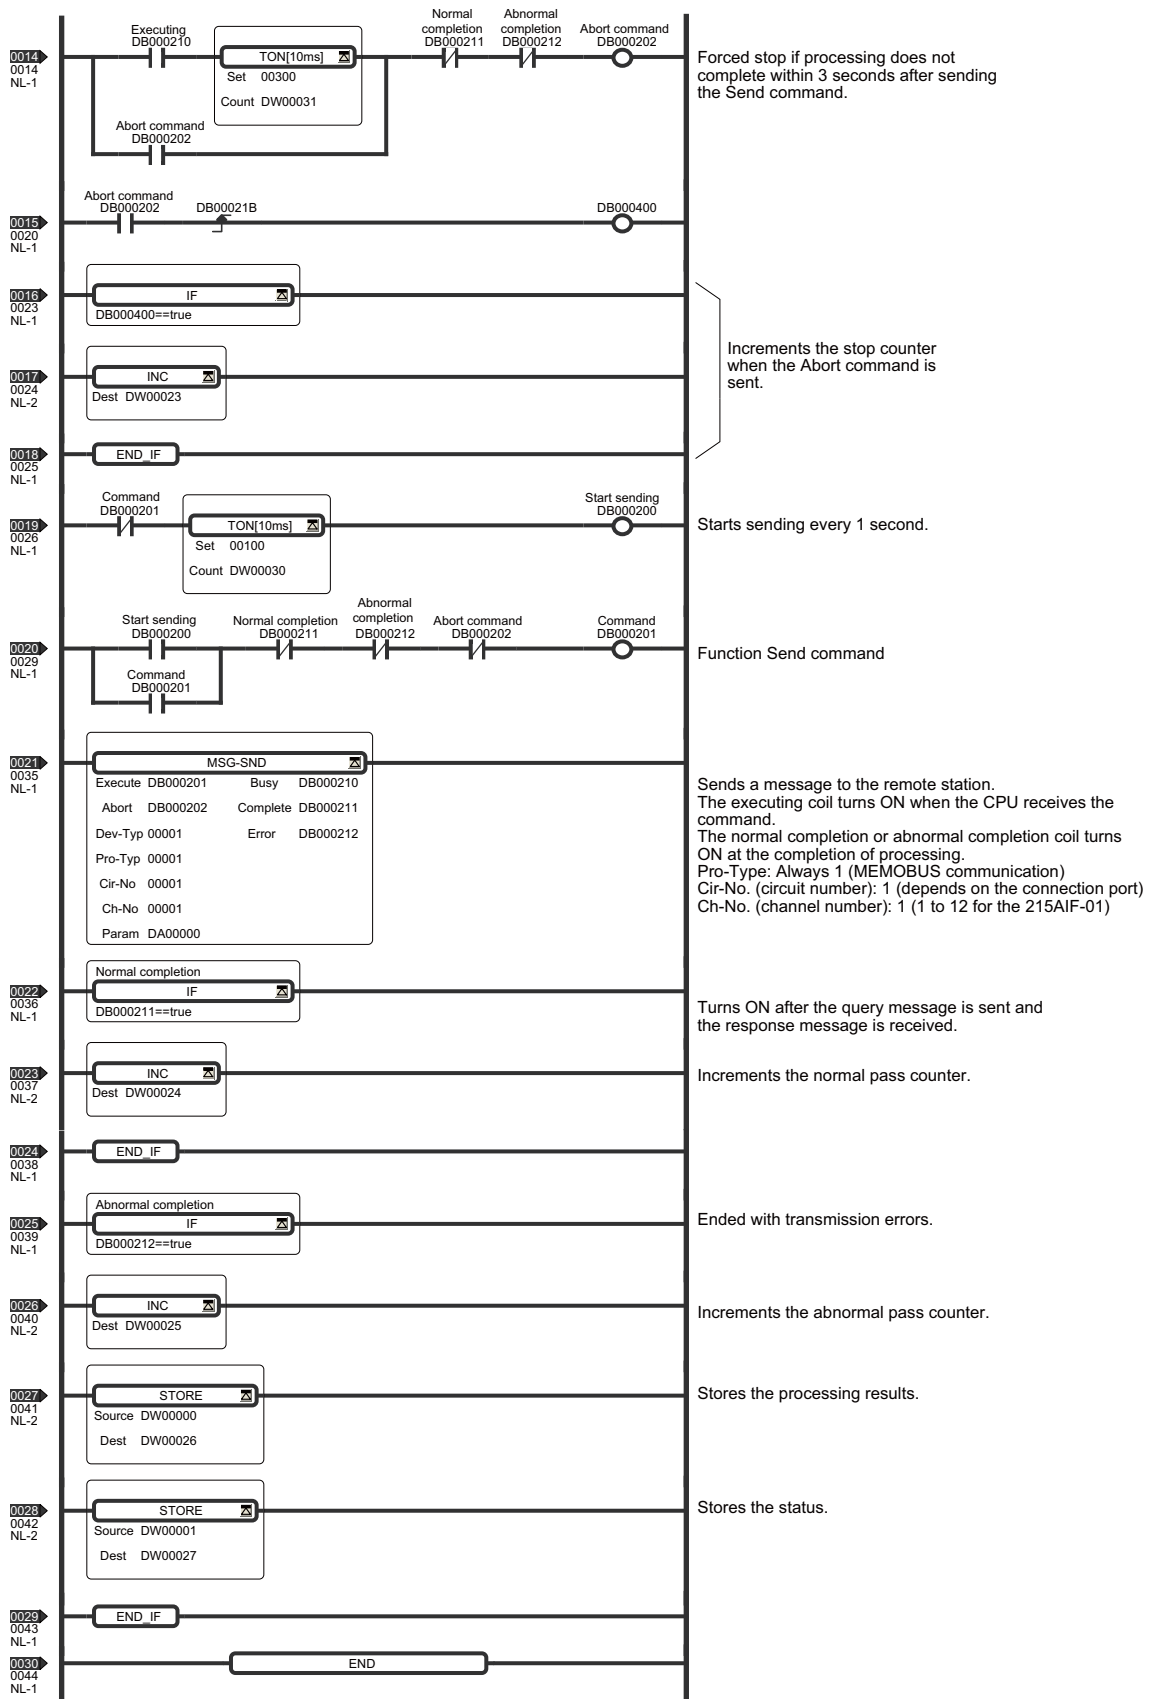 Executing
DB000210
Normal
completion
DB000211
Abnormal
completion
DB000212
Abort command
DB000202
0014
0014
NL-1
TON[10ms]
Set 00300
Count DW00031
Abort command
DB000202
Forced stop if processing does not
complete within 3 seconds after sending
the Send command.
Abort command
DB000202
DB00021B
DB000400
0015
0020
NL-1
0016
0023
NL-1
IF
DB000400==true
0017
0024
NL-2
INC
Dest DW00023
Increments the stop counter
when the Abort command is
sent.
0018
0025
NL-1
END_IF
Command
DB000201
Start sending
DB000200
0019
0026
NL-1
TON[10ms]
Set 00100
Count DW00030
Starts sending every 1 second.
Start sending
DB000200
Normal completion
DB000211
Abnormal
completion
DB000212
Abort command
DB000202
Command
DB000201
0020
0029
NL-1
Command
DB000201
Function Send command
0021
0035
NL-1
MSG-SND
Execute DB000201 Busy DB000210
Abort DB000202 Complete DB000211
Dev-Typ 00001 Error DB000212
Pro-Typ 00001
Cir-No 00001
Ch-No 00001
Param DA00000
Sends a message to the remote station.
The executing coil turns ON when the CPU receives the
command.
The normal completion or abnormal completion coil turns
ON at the completion of processing.
Pro-Type: Always 1 (MEMOBUS communication)
Cir-No. (circuit number): 1 (depends on the connection port)
Ch-No. (channel number): 1 (1 to 12 for the 215AIF-01)
Normal completion
0022
0036
NL-1
IF
DB000211==true
Turns ON after the query message is sent and
the response message is received.
0023
0037
NL-2
INC
Dest DW00024
Increments the normal pass counter.
0024
0038
NL-1
END_IF
Abnormal completion
0025
0039
NL-1
IF
DB000212==true
Ended with transmission errors.
0026
0040
NL-2
INC
Dest DW00025
Increments the abnormal pass counter.
0027
0041
NL-2
STORE
Source DW00000
Dest DW00026
Stores the processing results.
0028
0042
NL-2
STORE
Source DW00001
Dest DW00027
Stores the status.
0029
0043
NL-1
END_IF
0030
0044
NL-1
END